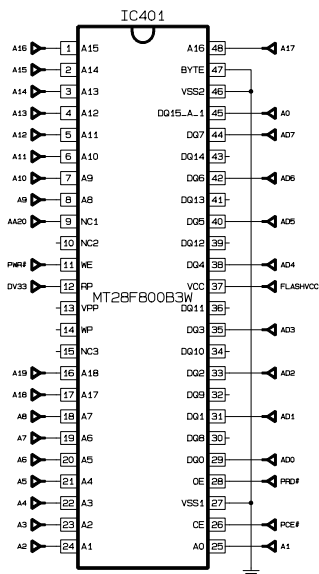 IC401
A16 1 A15 A16 48 A17
A15 2 A14 BYTE 47
A14 3 A13 VSS2 46
A13 4 A12 DQ15_A_1 45 A0
A12 5 A11 DQ7 44 AD7
A11 6 A10 DQ14 43
A10 7 A9 DQ6 42 AD6
A9 8 A8 DQ13 41
AA20 9 NC1 DQ5 40 AD5
10 NC2 DQ12 39
PWR# 11 WE DQ4 38 AD4
DV33 12 RP VCC 37 FLASHVCC
MT28F800B3W
13 VPP DQ11 36
14 WP DQ3 35 AD3
15 NC3 DQ10 34
A19 16 A18 DQ2 33 AD2
A18 17 A17 DQ9 32
A8 18 A7 DQ1 31 AD1
A7 19 A6 DQ8 30
A6 20 A5 DQ0 29 AD0
A5 21 A4 OE 28 PRD#
A4 22 A3 VSS1 27
A3 23 A2 CE 26 PCE#
A2 24 A1 A0 25 A1